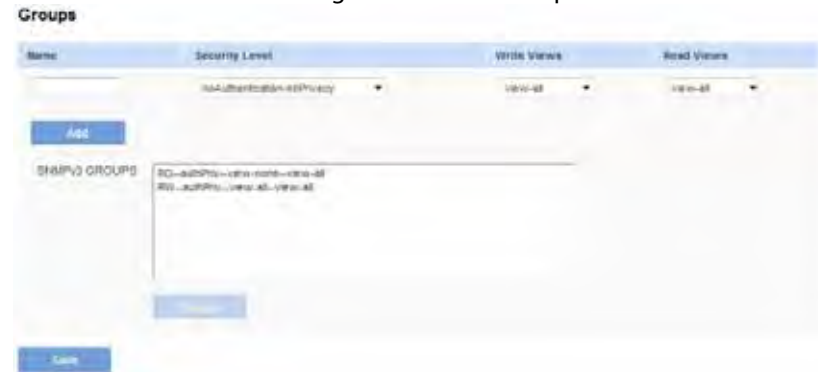 Groups
Name Security Level Write Views Read Views
noAuthentication-noPrivacy view-all view-all
Add
SNMPv3 GROUPS
RO--authPriv--view-none--view-all
RW--authPriv--view-all--view-all
Save